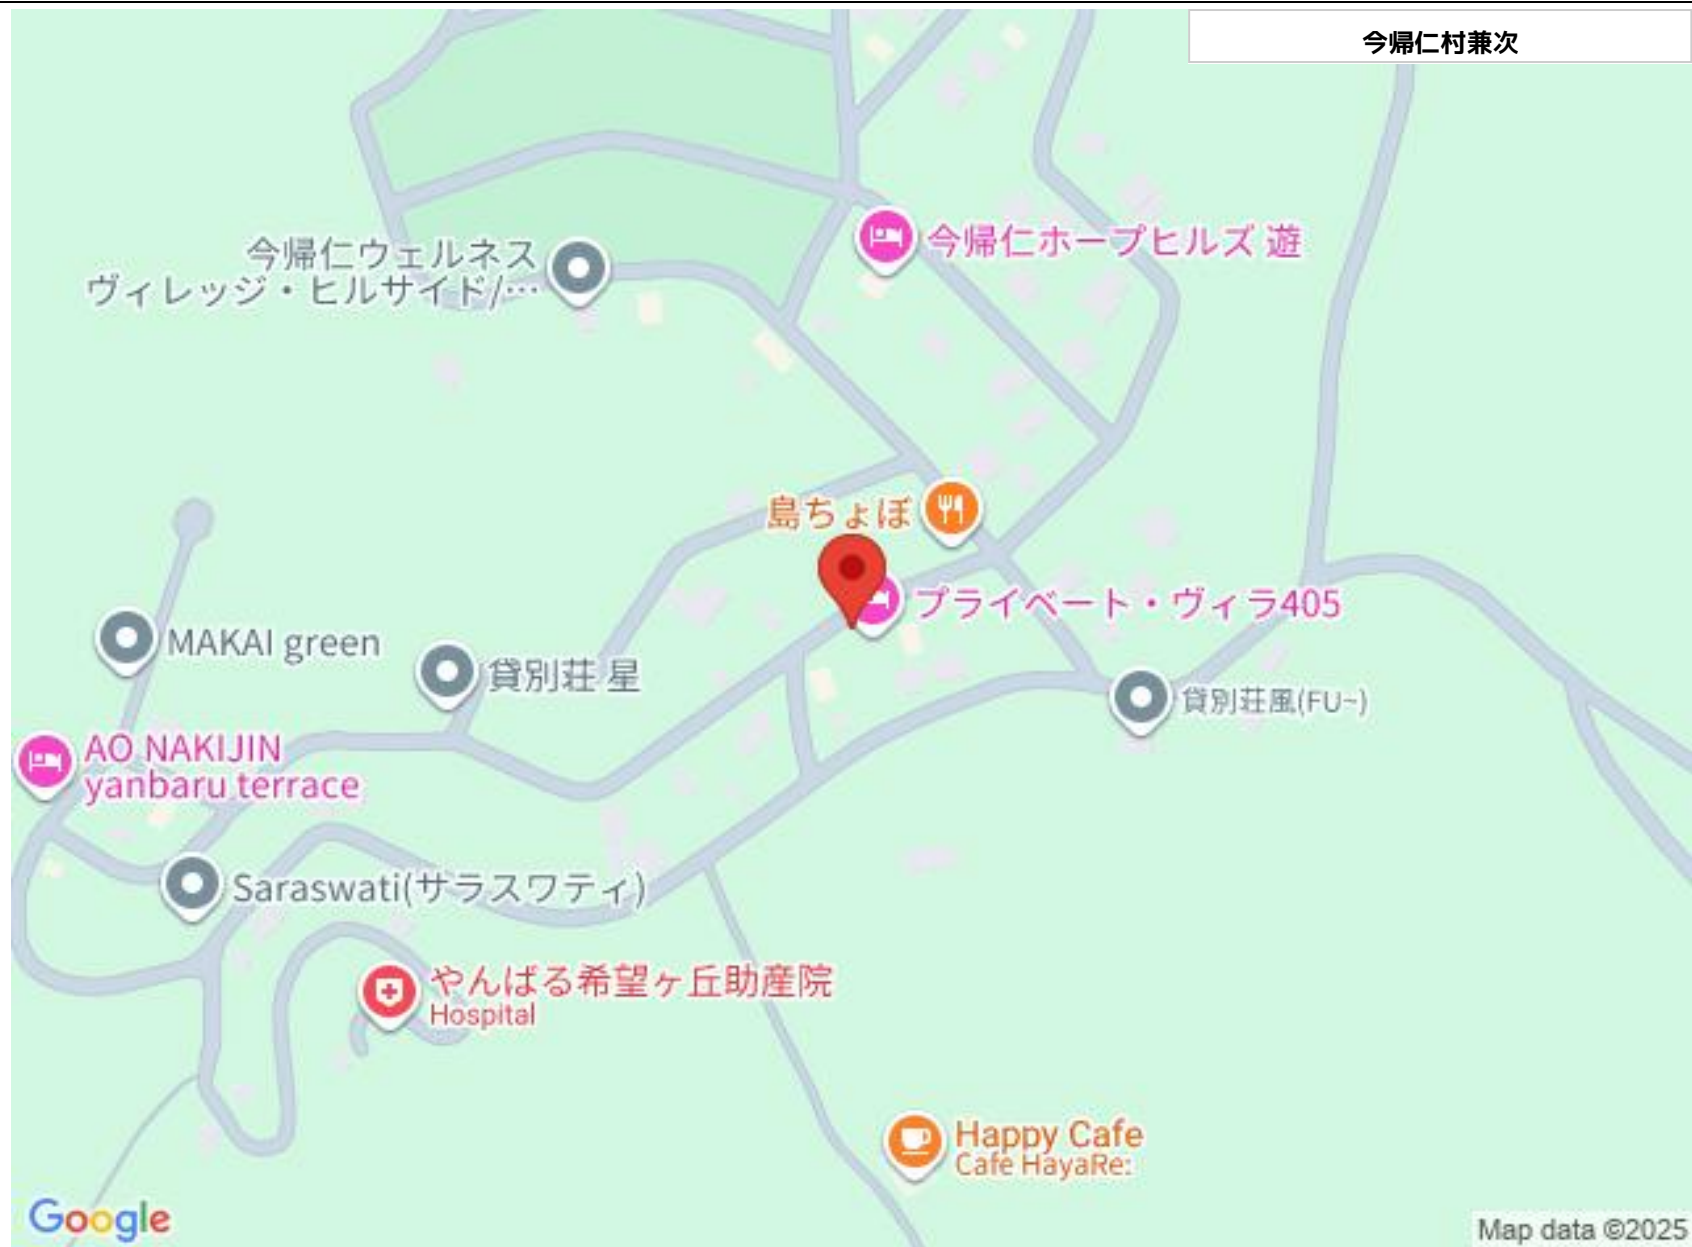 今帰仁村兼次
今帰仁ホープヒルズ 遊
今帰仁ウェルネス
ヴィレッジ・ヒルサイド/…
島ちょぼ
プライベート・ヴィラ405
MAKAI green
貸別荘 星
貸別荘風(FU~)
AO NAKIJIN
yanbaru terrace
Saraswati(サラスワティ)
やんばる希望ヶ丘助産院
Hospital
Happy Cafe
Cafe HayaRe:
Google
Map data ©2025